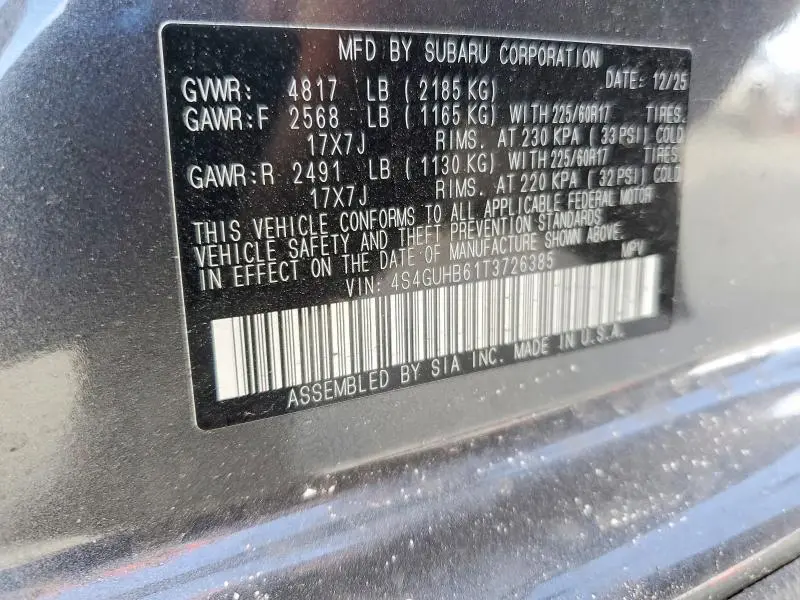 MFD BY SUBARU CORPORATION
DATE: 12/25
GVWR: 4817 LB ( 2185 KG)
GAWR:F 2568 LB ( 1165 KG) WITH 225/60R17 TIRES.
17X7J RIMS. AT 230 KPA ( 33 PSI) COLD
GAWR:R 2491 LB ( 1130 KG) WITH 225/60R17 TIRES.
17X7J RIMS. AT 220 KPA ( 32 PSI) COLD
THIS VEHICLE CONFORMS TO ALL APPLICABLE FEDERAL MOTOR
VEHICLE SAFETY AND THEFT PREVENTION STANDARDS
IN EFFECT ON THE DATE OF MANUFACTURE SHOWN ABOVE.
VIN: 4S4GUHB61T3726385 MPV
ASSEMBLED BY SIA INC. MADE IN U.S.A.